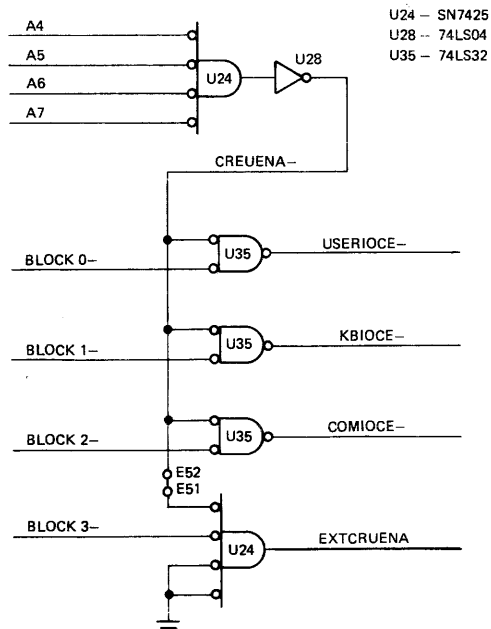 U24 – SN7425
U28 – 74LS04
U35 – 74LS32
A4
A5
A6
A7
U24
U28
CREUENA–
BLOCK 0–
U35
USERIOCE–
BLOCK 1–
U35
KBIOCE–
BLOCK 2–
U35
COMIOCE–
E52
E51
BLOCK 3–
U24
EXTCRUENA